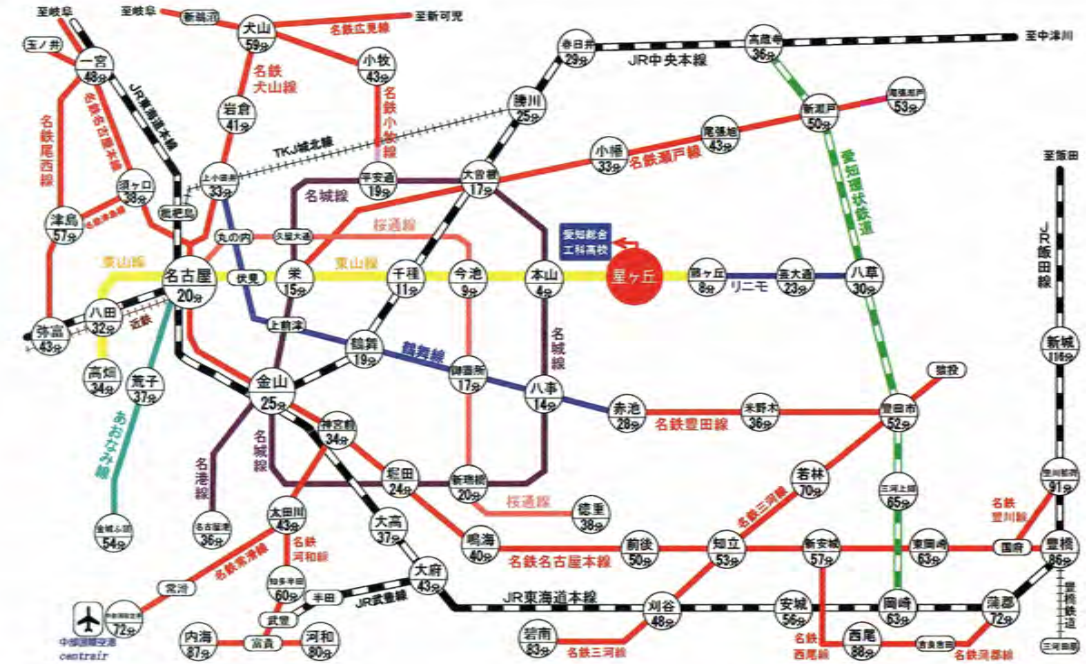 至岐阜
至岐阜
新鵜沼
犬山
59分
名鉄広見線
至新可児
玉ノ井
一宮
48分
小牧
43分
春日井
29分
高蔵寺
36分
JR中央本線
至中津川
名鉄
犬山線
JR東海道本線
名鉄名古屋本線
名鉄尾西線
岩倉
41分
名鉄小牧線
勝川
25分
新瀬戸
50分
尾張瀬戸
53分
TKJ城北線
小幡
33分
尾張旭
43分
名鉄瀬戸線
須ヶ口
38分
上小田井
33分
平安通
19分
大曽根
17分
愛知環状鉄道
至飯田
名城線
津島
57分
名鉄津島線
枇杷島
丸の内
久屋大通
桜通線
愛知総合
工科高校
JR飯田線
東山線
名古屋
20分
伏見
栄
15分
東山線
千種
11分
今池
9分
本山
4分
星ヶ丘
藤ヶ丘
8分
リニモ
芸大通
23分
八草
30分
八田
32分
近鉄
弥富
43分
上前津
鶴舞
19分
鶴舞線
名城線
新城
116分
高畑
34分
荒子
37分
金山
25分
御器所
17分
八事
14分
赤池
28分
名鉄豊田線
米野木
36分
豊田市
52分
猿投
あおなみ線
神宮前
34分
名城線
名港線
堀田
24分
新瑞橋
20分
桜通線
徳重
38分
若林
70分
三河上郷
65分
豊川稲荷
91分
名鉄三河線
名鉄
豊川線
金城ふ頭
54分
名古屋港
36分
太田川
43分
大高
37分
鳴海
40分
名鉄名古屋本線
前後
50分
知立
53分
新安城
57分
東岡崎
63分
国府
豊橋
86分
名鉄
河和線
名鉄常滑線
常滑
知多半田
60分
半田
大府
43分
JR武豊線
JR東海道本線
刈谷
48分
安城
56分
岡崎
63分
蒲郡
72分
豊橋鉄道
72分
中部国際空港
centrair
武豊
内海
87分
富貴
河和
80分
碧南
83分
名鉄三河線
名鉄
西尾線
西尾
88分
吉良吉田
名鉄蒲郡線
三河田原